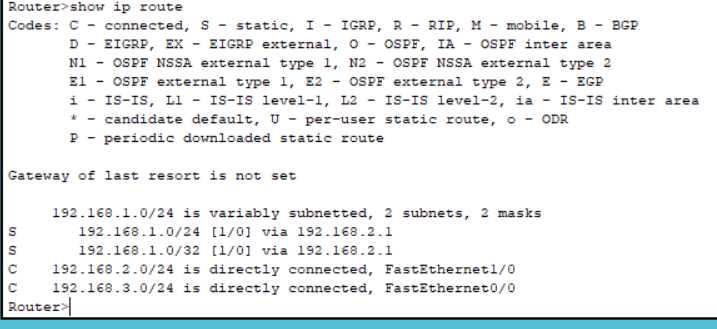 Router>show ip route
Codes: C - connected, S - static, I - IGRP, R - RIP, M - mobile, B - BGP
       D - EIGRP, EX - EIGRP external, O - OSPF, IA - OSPF inter area
       N1 - OSPF NSSA external type 1, N2 - OSPF NSSA external type 2
       E1 - OSPF external type 1, E2 - OSPF external type 2, E - EGP
       i - IS-IS, L1 - IS-IS level-1, L2 - IS-IS level-2, ia - IS-IS inter area
       * - candidate default, U - per-user static route, o - ODR
       P - periodic downloaded static route
Gateway of last resort is not set
     192.168.1.0/24 is variably subnetted, 2 subnets, 2 masks
S       192.168.1.0/24 [1/0] via 192.168.2.1
S       192.168.1.0/32 [1/0] via 192.168.2.1
C    192.168.2.0/24 is directly connected, FastEthernet1/0
C    192.168.3.0/24 is directly connected, FastEthernet0/0
Router>